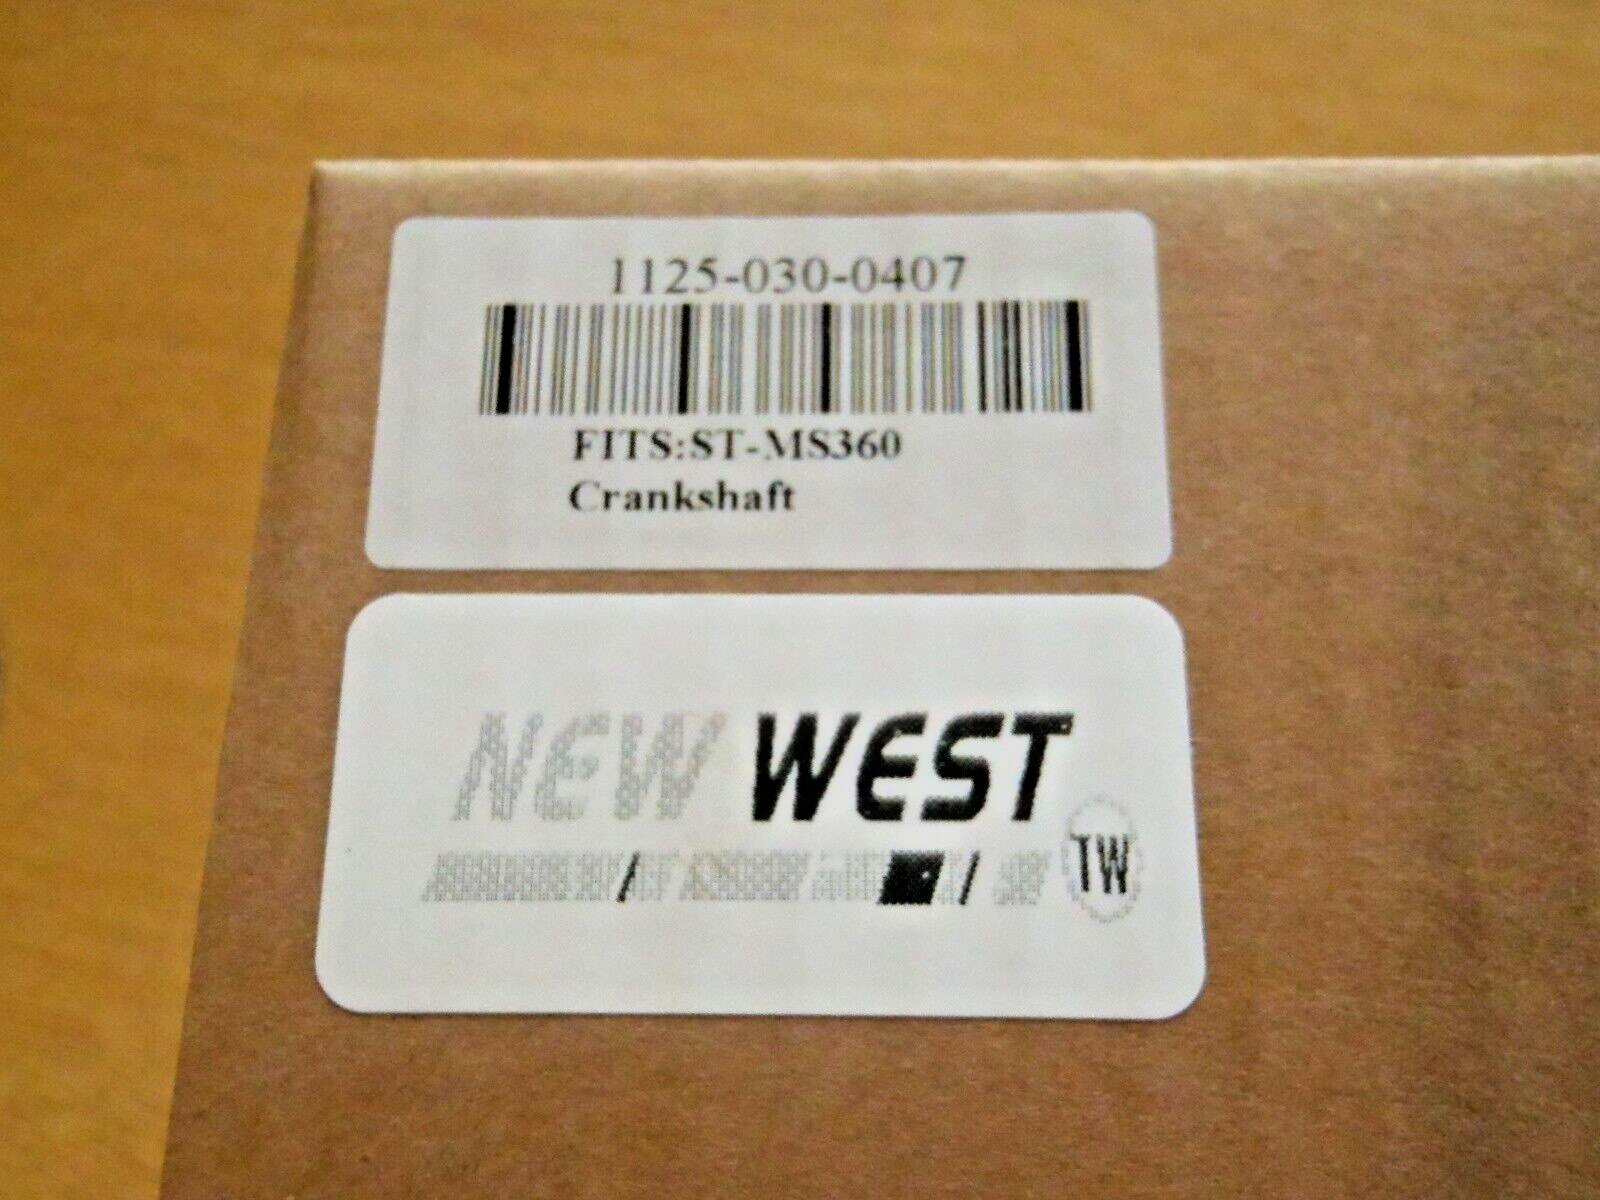 1125-030-0407
FITS:ST-MS360
Crankshaft
NEW WEST
TW